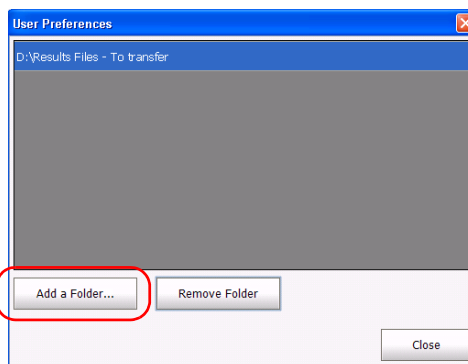 User Preferences
D:\Results Files - To transfer
Add a Folder... Remove Folder
Close